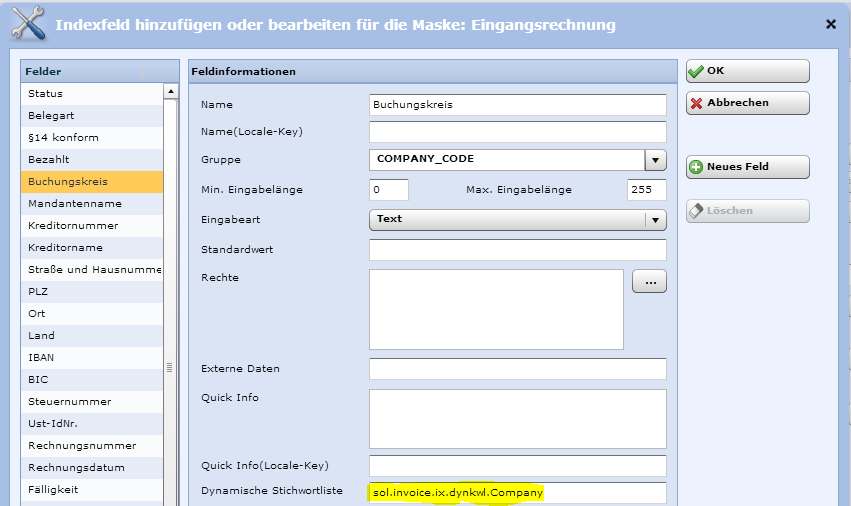 Indexfeld hinzufügen oder bearbeiten für die Maske: Eingangsrechnung
Felder
Status
Belegart
§14 konform
Bezahlt
Buchungskreis
Mandantenname
Kreditornummer
Kreditorname
Straße und Hausnumme
PLZ
Ort
Land
IBAN
BIC
Steuernummer
Ust-IdNr.
Rechnungsnummer
Rechnungsdatum
Fälligkeit
Feldinformationen
Name Buchungskreis
Name(Locale-Key)
Gruppe COMPANY_CODE
Min. Eingabelänge 0 Max. Eingabelänge 255
Eingabeart Text
Standardwert
Rechte ...
Externe Daten
Quick Info
Quick Info(Locale-Key)
Dynamische Stichwortliste sol.invoice.ix.dynkwl.Company
OK
Abbrechen
Neues Feld
Löschen